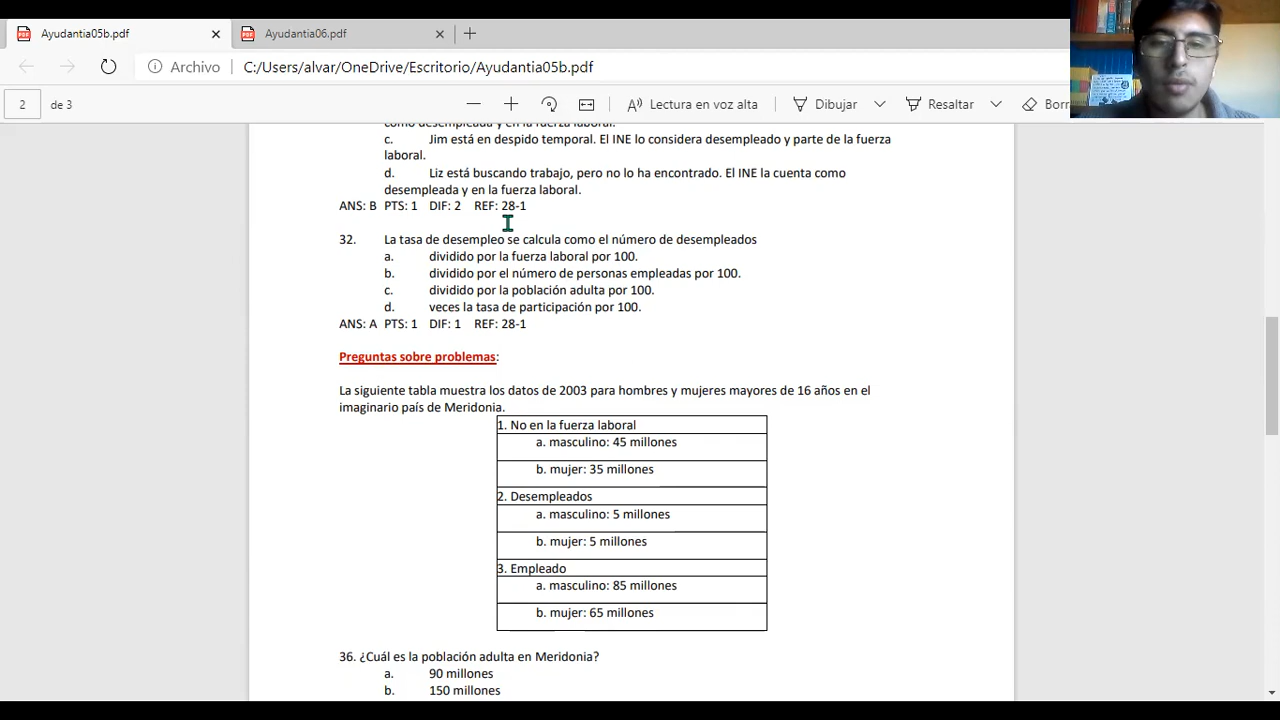 Ayudantia05b.pdf
Ayudantia06.pdf
Archivo
C:/Users/alvar/OneDrive/Escritorio/Ayudantia05b.pdf
2 de 3
Lectura en voz alta
Dibujar
Resaltar
Borr
como desempleada y en la fuerza laboral.
c. Jim está en despido temporal. El INE lo considera desempleado y parte de la fuerza
laboral.
d. Liz está buscando trabajo, pero no lo ha encontrado. El INE la cuenta como
desempleada y en la fuerza laboral.
ANS: B PTS: 1 DIF: 2 REF: 28-1
32. La tasa de desempleo se calcula como el número de desempleados
a. dividido por la fuerza laboral por 100.
b. dividido por el número de personas empleadas por 100.
c. dividido por la población adulta por 100.
d. veces la tasa de participación por 100.
ANS: A PTS: 1 DIF: 1 REF: 28-1
Preguntas sobre problemas:
La siguiente tabla muestra los datos de 2003 para hombres y mujeres mayores de 16 años en el
imaginario país de Meridonia.
1. No en la fuerza laboral
a. masculino: 45 millones
b. mujer: 35 millones
2. Desempleados
a. masculino: 5 millones
b. mujer: 5 millones
3. Empleado
a. masculino: 85 millones
b. mujer: 65 millones
36. ¿Cuál es la población adulta en Meridonia?
a. 90 millones
b. 150 millones